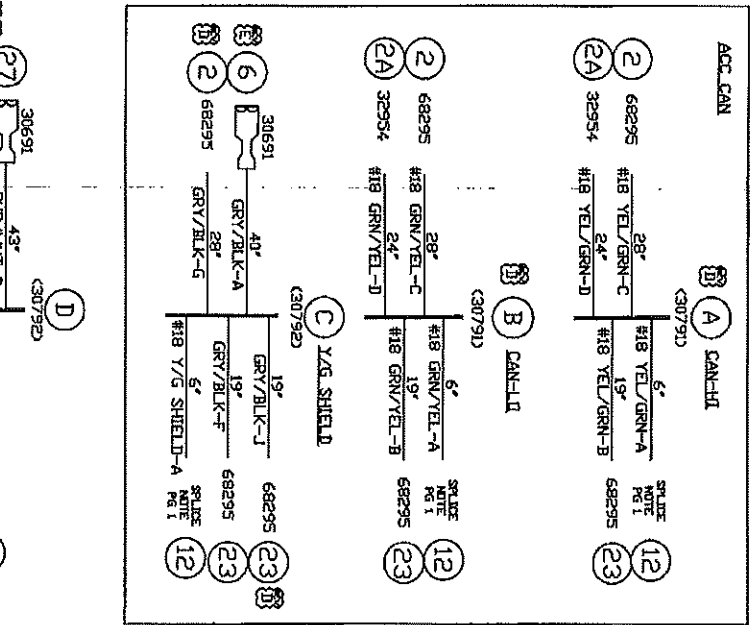 ACC CAN
D
A
CAN-HI
(30791)
2
68295
28"
#18 YEL/GRN-C
2A
32954
24"
#18 YEL/GRN-D
6"
#18 YEL/GRN-A
SPLICE
NOTE
PG 1
12
19"
#18 YEL/GRN-B
68295
23
D
B
CAN-LO
(30791)
2
68295
28"
#18 GRN/YEL-C
2A
32954
24"
#18 GRN/YEL-D
6"
#18 GRN/YEL-A
SPLICE
NOTE
PG 1
12
19"
#18 GRN/YEL-B
68295
23
C
Y/G SHIELD
(30792)
E
6
30691
40"
GRY/BLK-A
D
2
68295
28"
GRY/BLK-G
19"
GRY/BLK-J
68295
23
D
19"
GRY/BLK-F
68295
23
6"
#18 Y/G SHIELD-A
SPLICE
NOTE
PG 1
12
D
(30792)
27
30691
43"